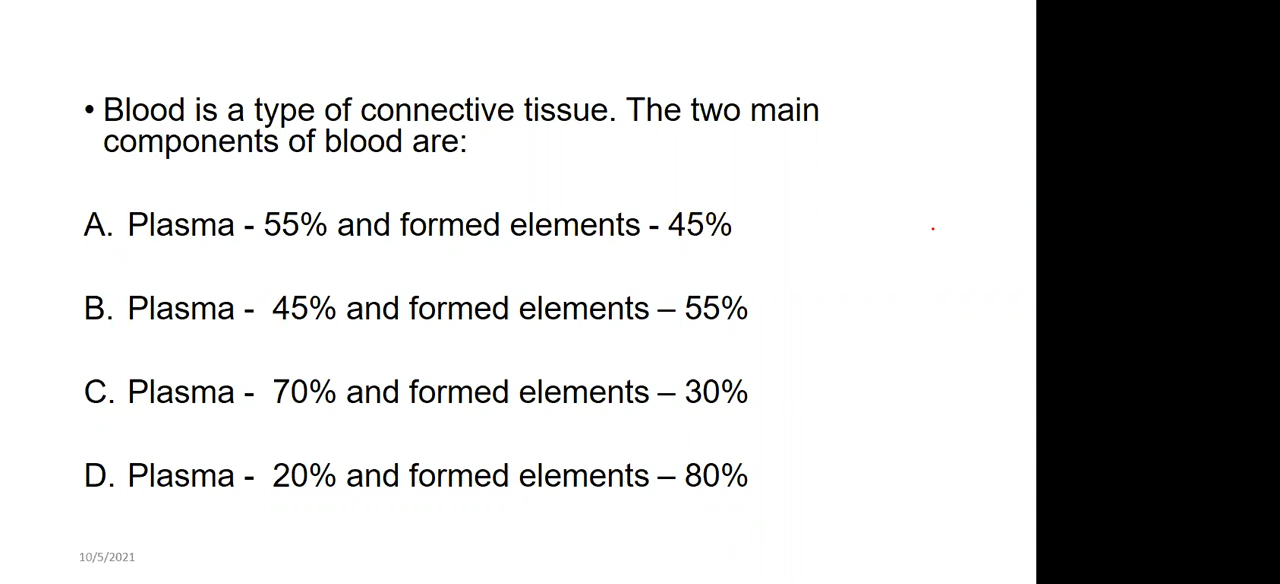 • Blood is a type of connective tissue. The two main
components of blood are:
A. Plasma - 55% and formed elements - 45%
B. Plasma - 45% and formed elements – 55%
C. Plasma - 70% and formed elements – 30%
D. Plasma - 20% and formed elements – 80%
10/5/2021